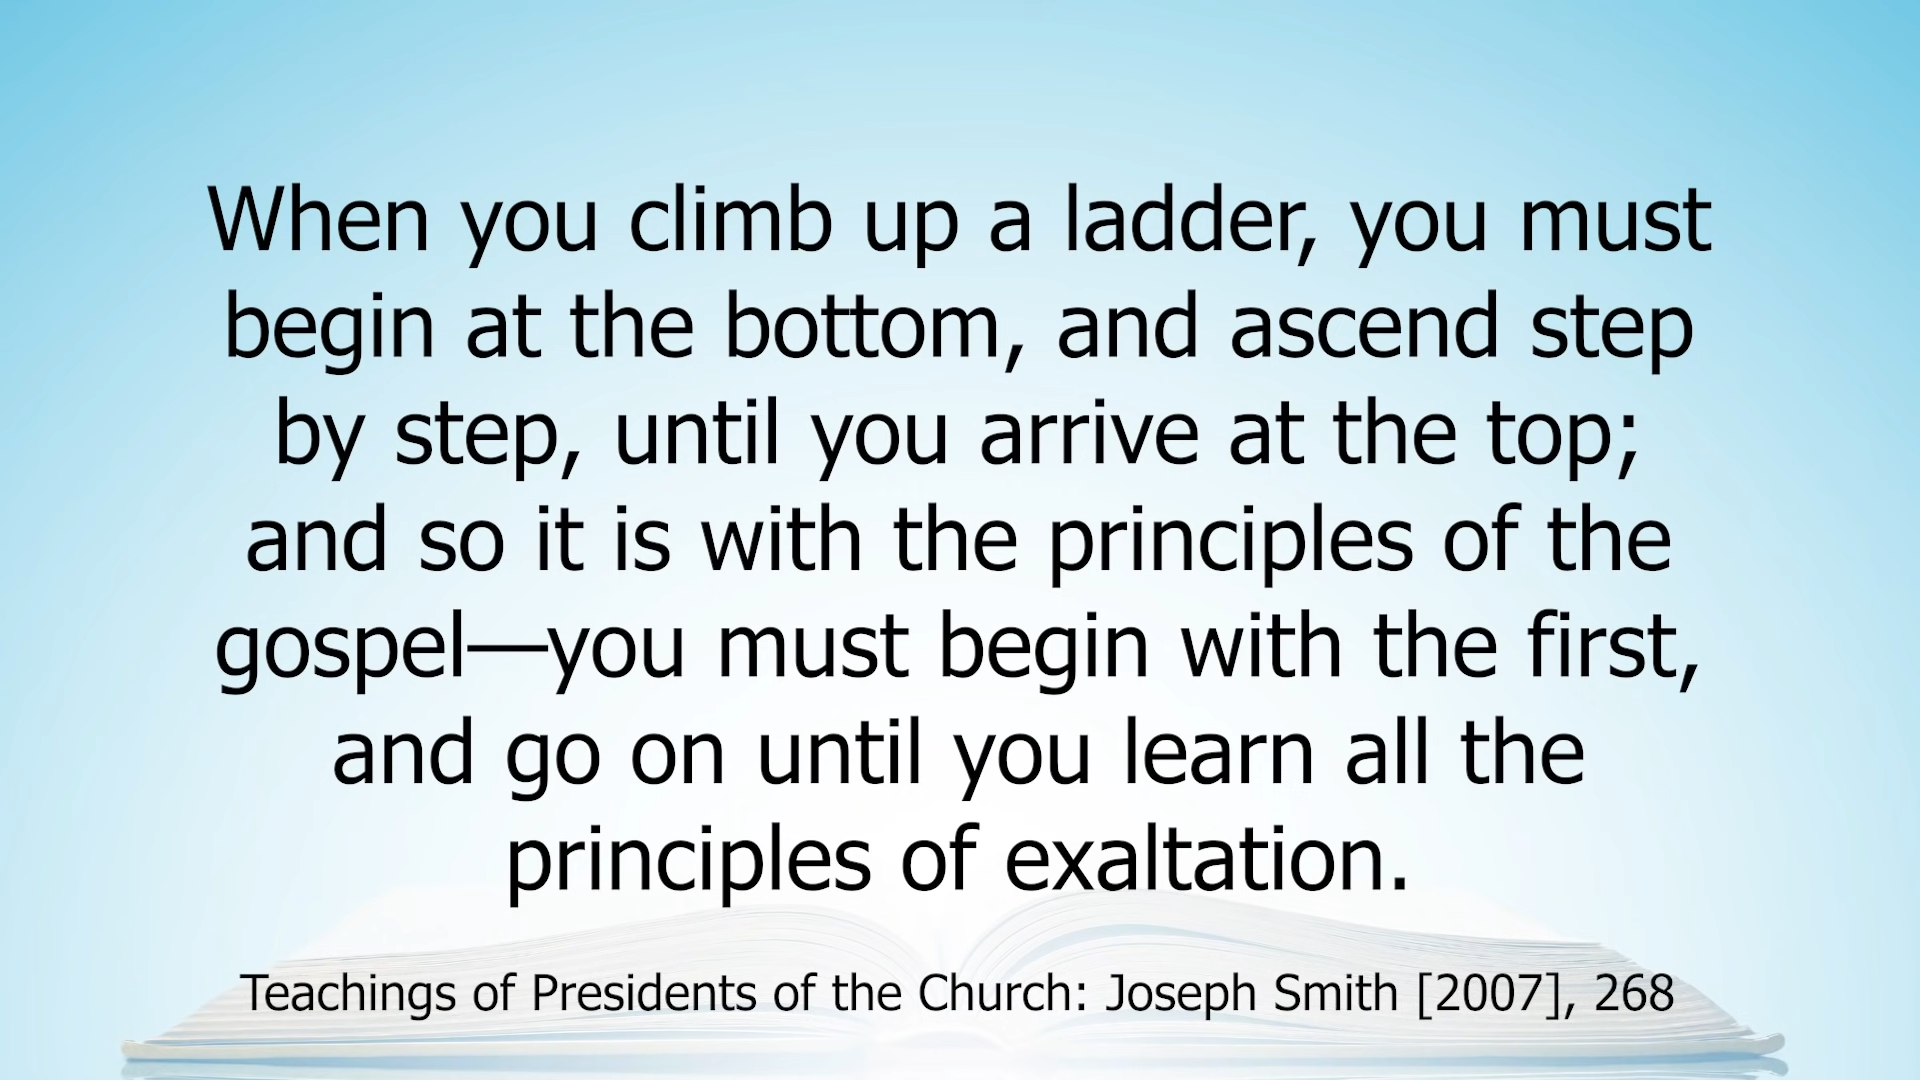 When you climb up a ladder, you must
begin at the bottom, and ascend step
by step, until you arrive at the top;
and so it is with the principles of the
gospel—you must begin with the first,
and go on until you learn all the
principles of exaltation.
Teachings of Presidents of the Church: Joseph Smith [2007], 268